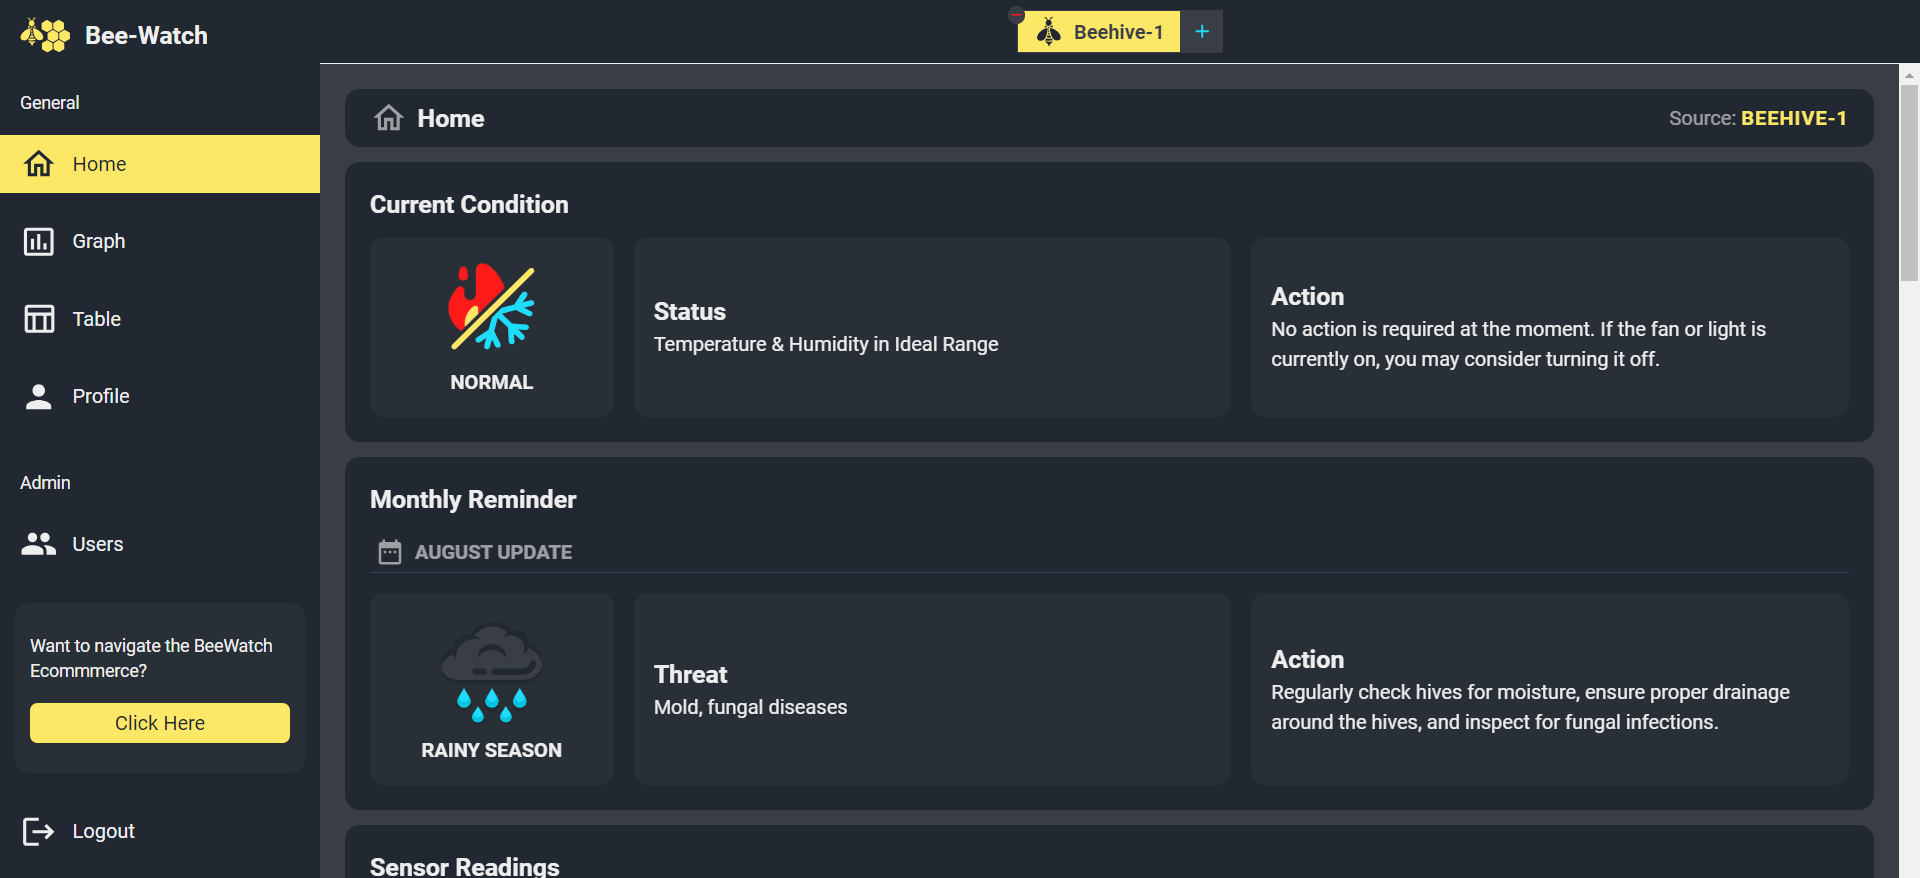 Bee-Watch
Beehive-1
+
General
Home
Graph
Table
Profile
Admin
Users
Want to navigate the BeeWatch
Ecommmerce?
Click Here
Logout
Home
Source: BEEHIVE-1
Current Condition
NORMAL
Status
Temperature & Humidity in Ideal Range
Action
No action is required at the moment. If the fan or light is
currently on, you may consider turning it off.
Monthly Reminder
AUGUST UPDATE
RAINY SEASON
Threat
Mold, fungal diseases
Action
Regularly check hives for moisture, ensure proper drainage
around the hives, and inspect for fungal infections.
Sensor Readings